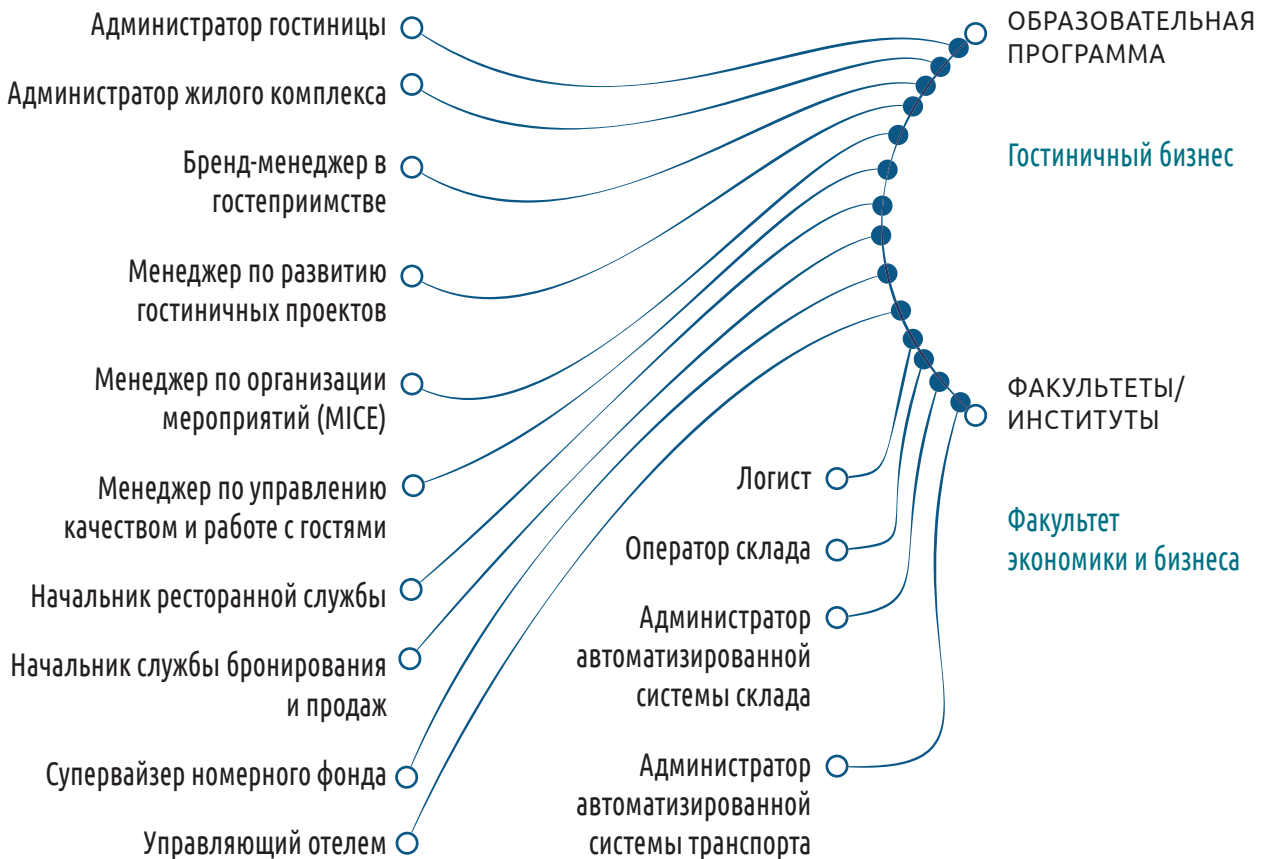 Администратор гостиницы
Администратор жилого комплекса
Бренд-менеджер в
гостеприимстве
Менеджер по развитию
гостиничных проектов
Менеджер по организации
мероприятий (MICE)
Менеджер по управлению
качеством и работе с гостями
Начальник ресторанной службы
Начальник службы бронирования
и продаж
Супервайзер номерного фонда
Управляющий отелем
Логист
Оператор склада
Администратор
автоматизированной
системы склада
Администратор
автоматизированной
системы транспорта
ОБРАЗОВАТЕЛЬНАЯ
ПРОГРАММА
Гостиничный бизнес
ФАКУЛЬТЕТЫ/
ИНСТИТУТЫ
Факультет
экономики и бизнеса